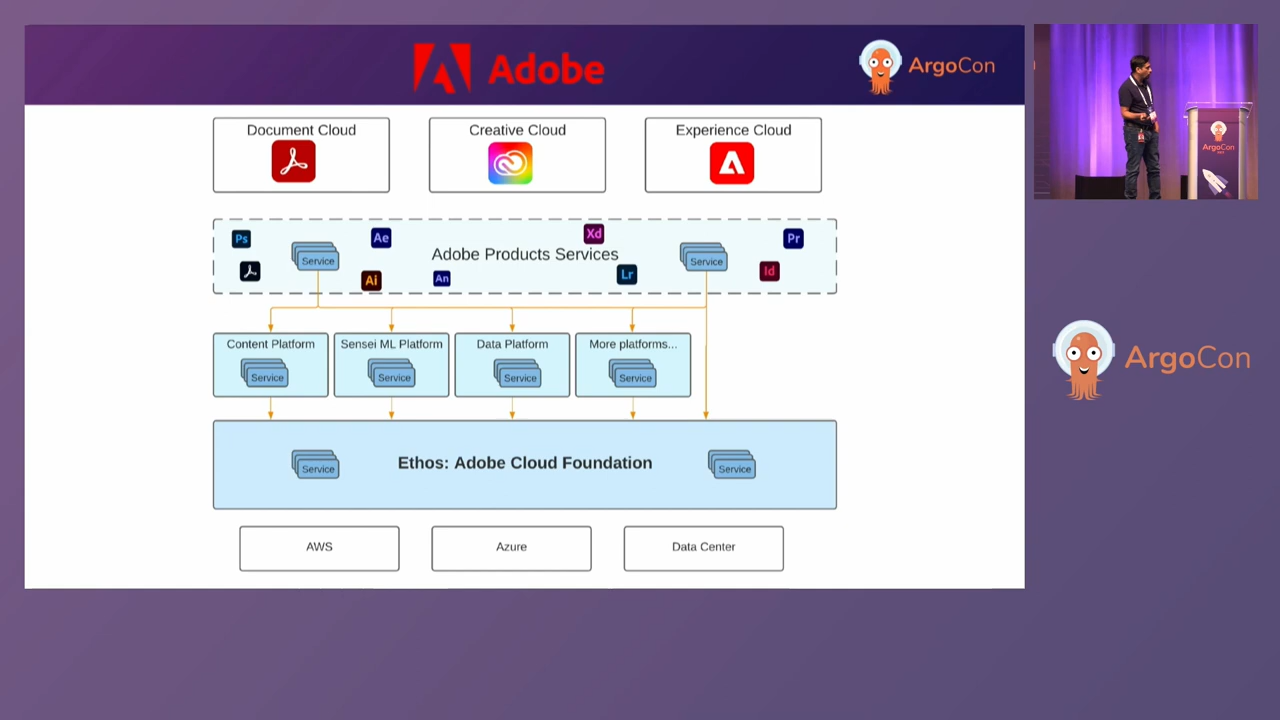 Adobe
ArgoCon
Document Cloud
Creative Cloud
Experience Cloud
Ps
Ae
Xd
Pr
Adobe Products Services
Service
Service
Ai
An
Lr
Id
Content Platform
Sensei ML Platform
Data Platform
More platforms...
Service
Service
Service
Service
Ethos: Adobe Cloud Foundation
Service
Service
AWS
Azure
Data Center
ArgoCon
ArgoCon